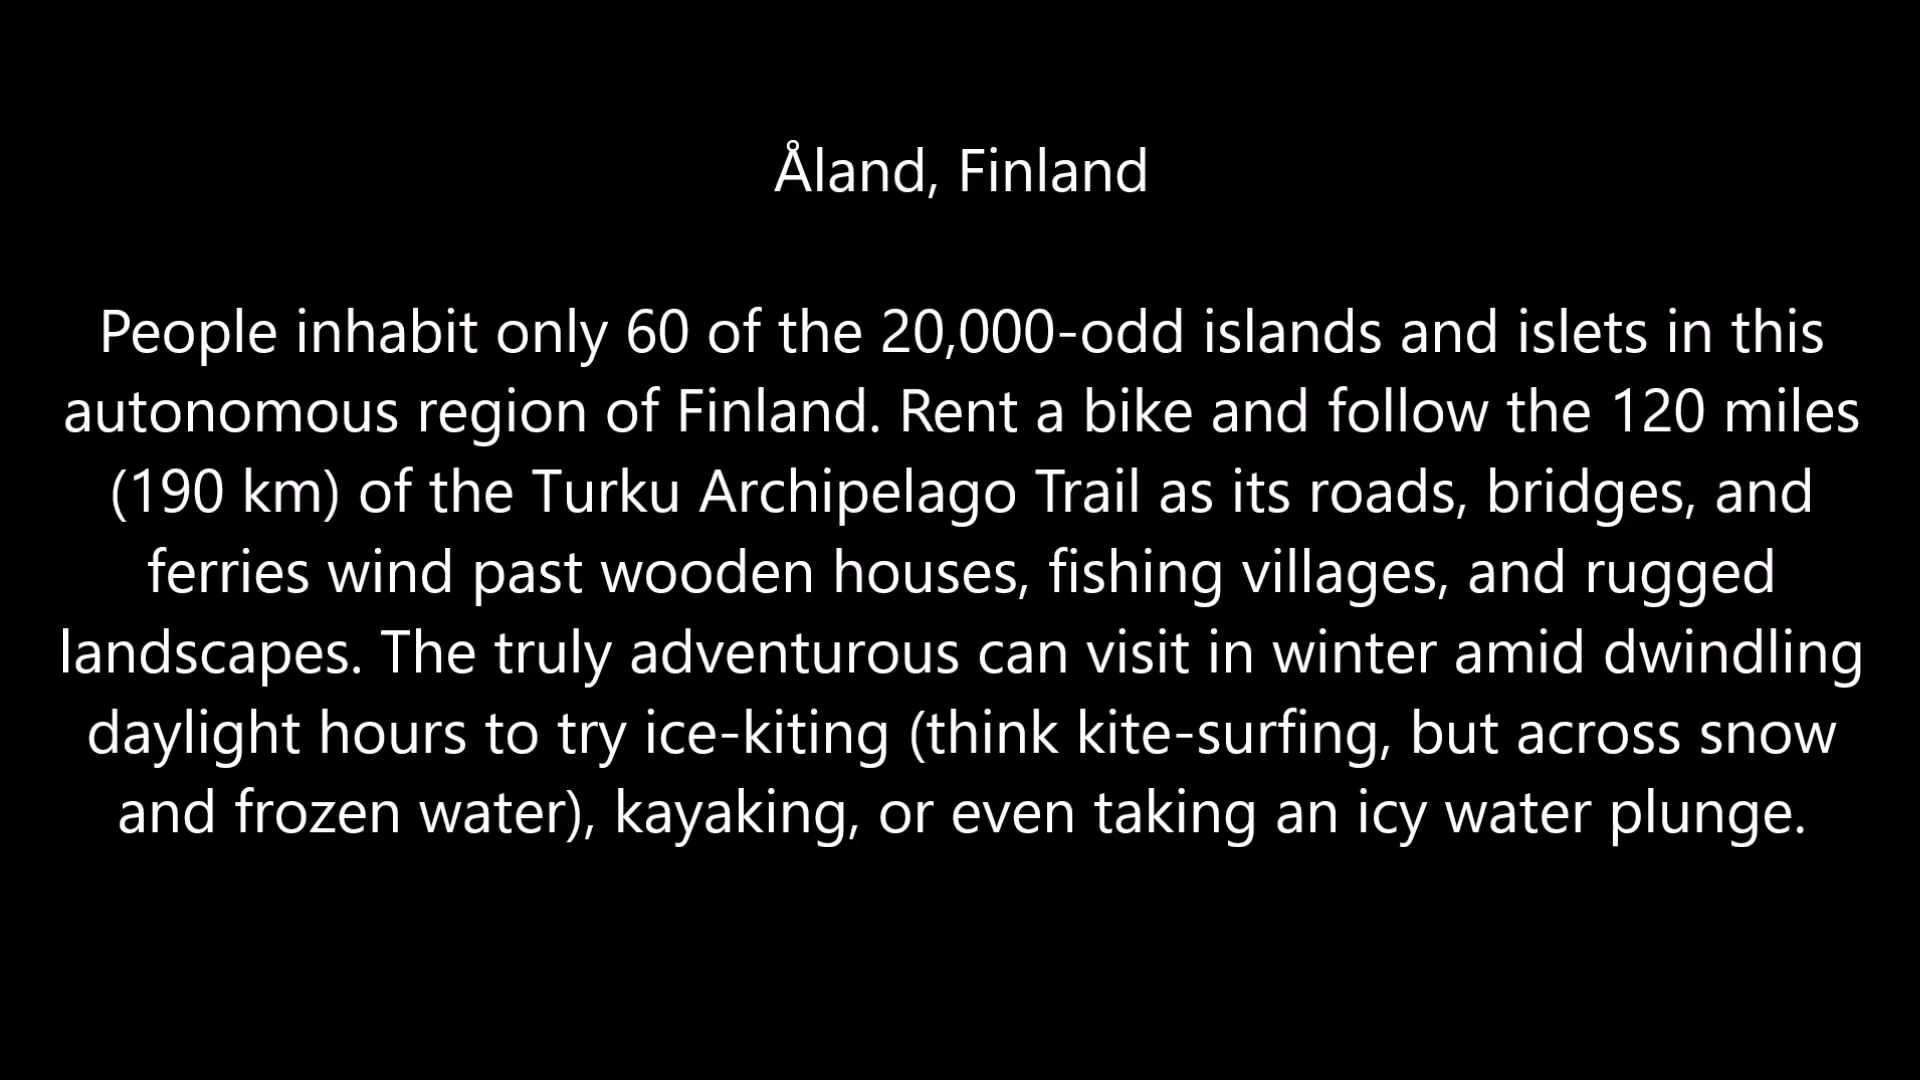 Åland, Finland
People inhabit only 60 of the 20,000-odd islands and islets in this
autonomous region of Finland. Rent a bike and follow the 120 miles
(190 km) of the Turku Archipelago Trail as its roads, bridges, and
ferries wind past wooden houses, fishing villages, and rugged
landscapes. The truly adventurous can visit in winter amid dwindling
daylight hours to try ice-kiting (think kite-surfing, but across snow
and frozen water), kayaking, or even taking an icy water plunge.